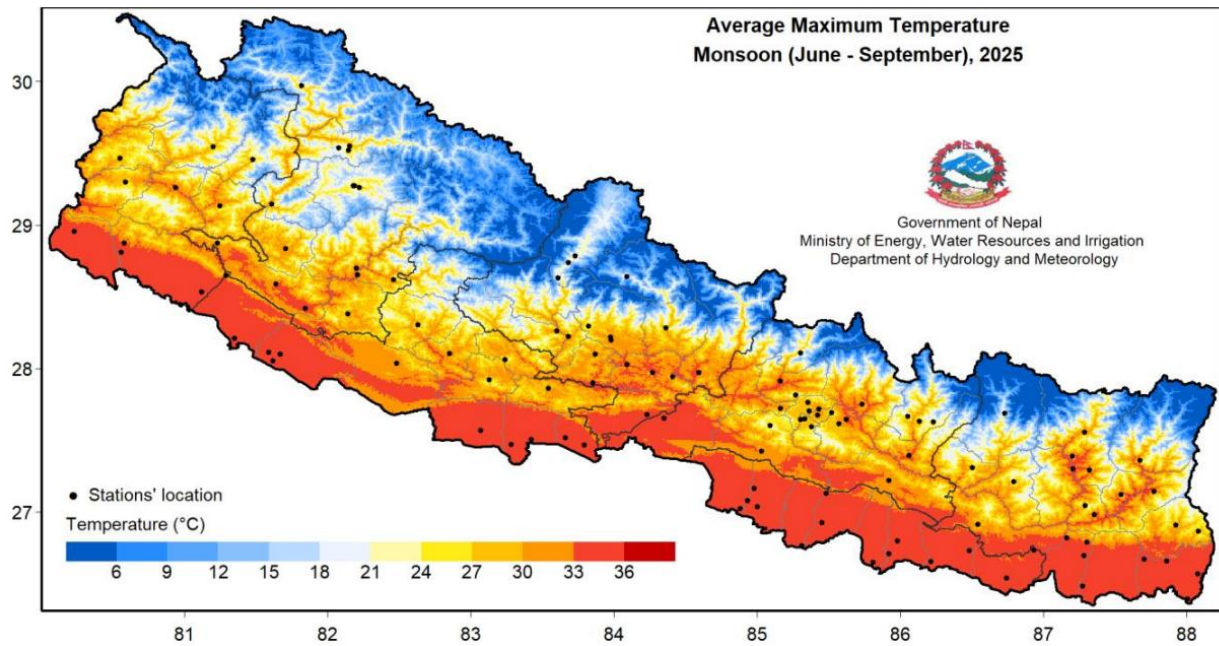 Average Maximum Temperature
Monsoon (June - September), 2025
Government of Nepal
Ministry of Energy, Water Resources and Irrigation
Department of Hydrology and Meteorology
30
29
28
27
Stations' location
Temperature (°C)
6 9 12 15 18 21 24 27 30 33 36
81 82 83 84 85 86 87 88